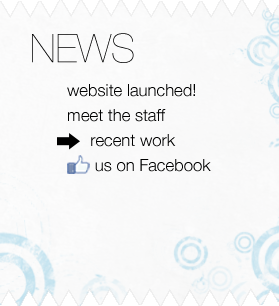 NEWS
website launched!
meet the staff
recent work
us on Facebook